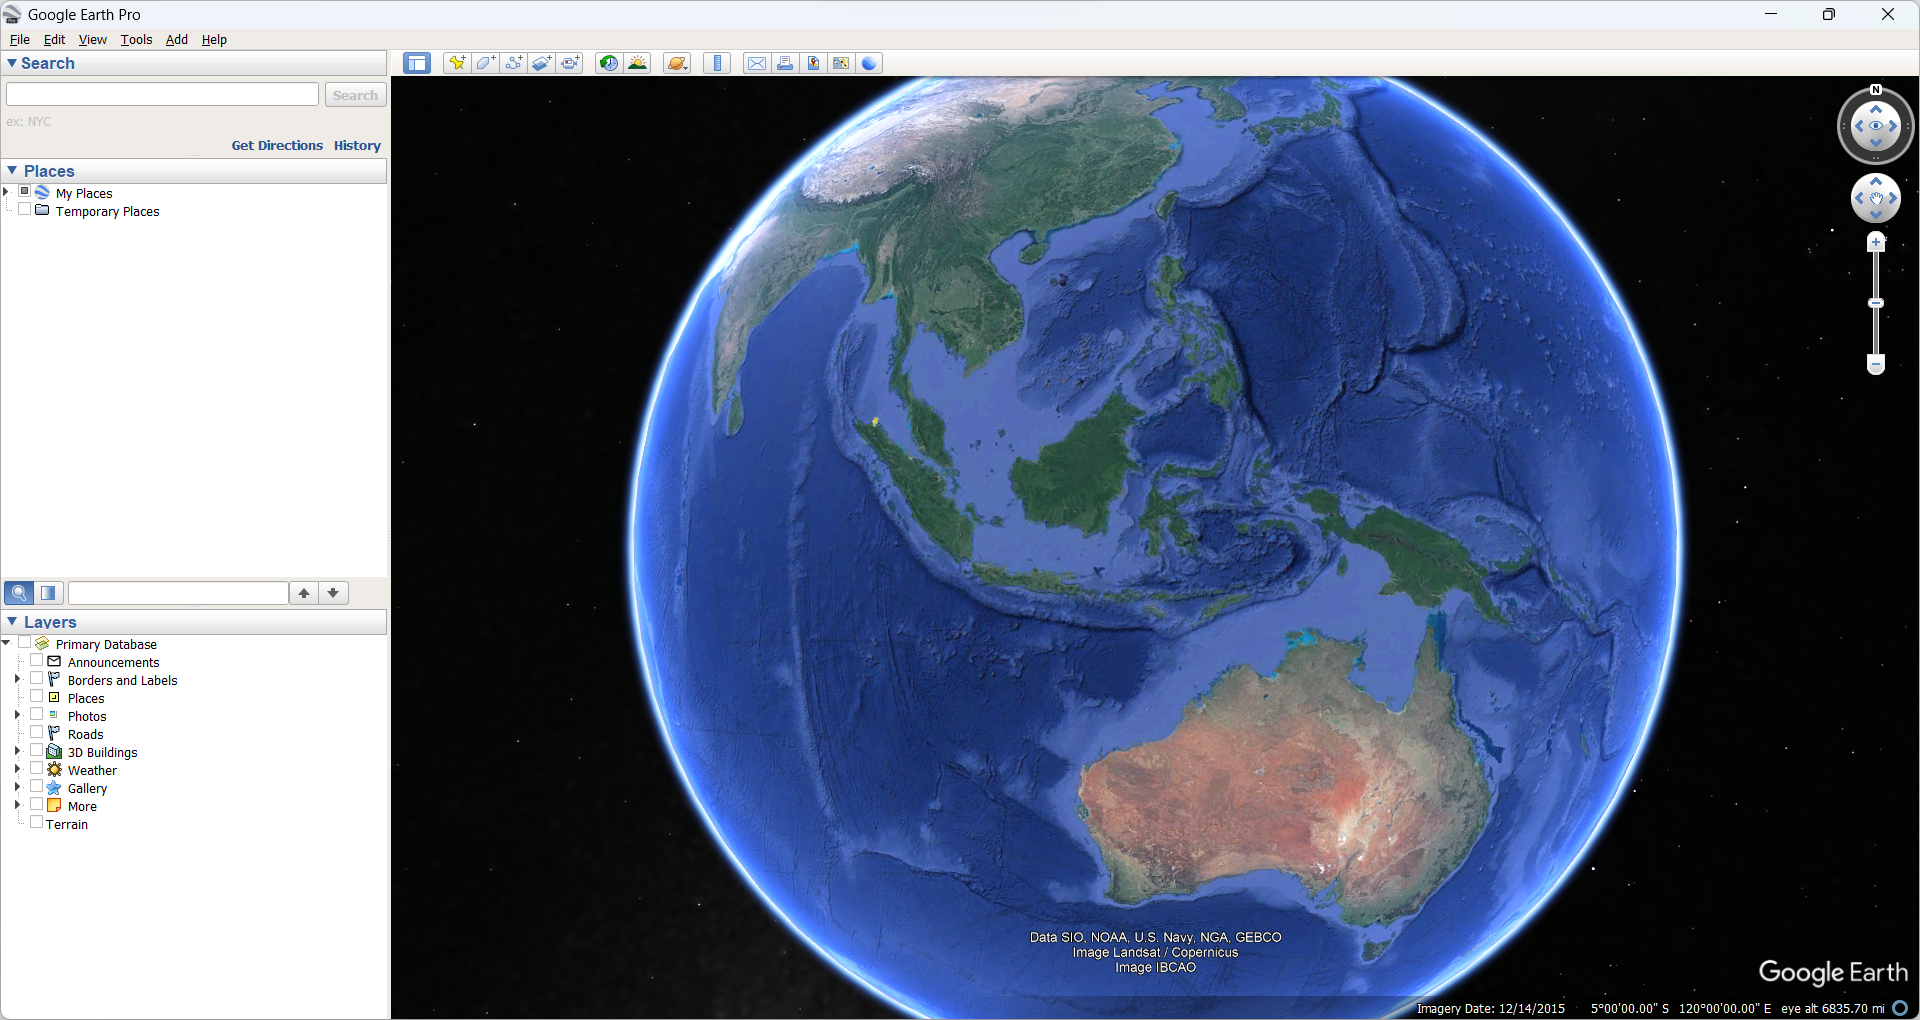 Google Earth Pro
File Edit View Tools Add Help
Search
Search
ex: NYC
Get Directions History
Places
My Places
Temporary Places
Layers
Primary Database
Announcements
Borders and Labels
Places
Photos
Roads
3D Buildings
Weather
Gallery
More
Terrain
N
Data SIO, NOAA, U.S. Navy, NGA, GEBCO
Image Landsat / Copernicus
Image IBCAO
Google Earth
Imagery Date: 12/14/2015 5°00'00.00" S 120°00'00.00" E eye alt 6835.70 mi